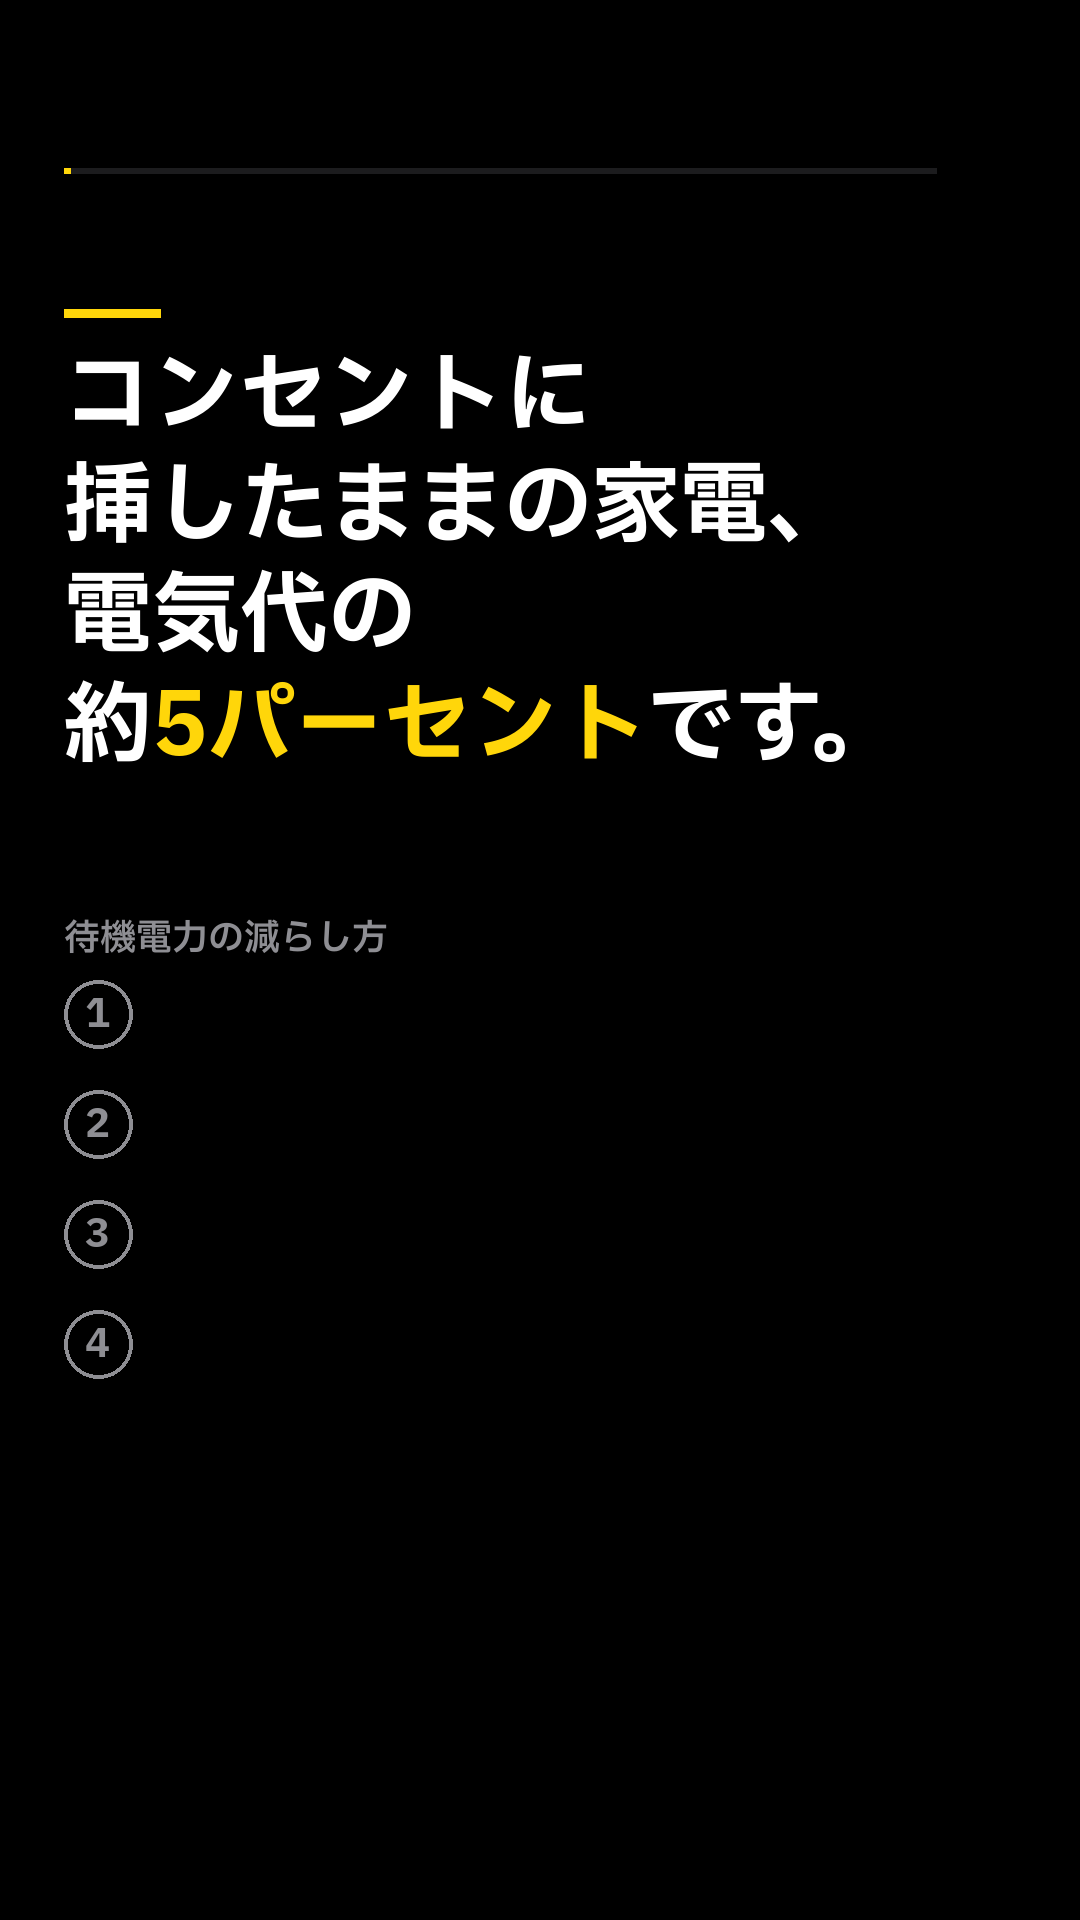 コンセントに
挿したままの家電、
電気代の
約5パーセントです。
待機電力の減らし方
1
2
3
4